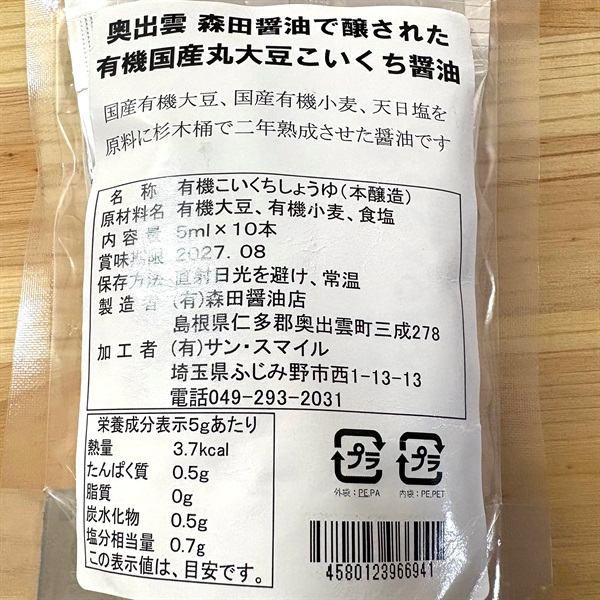 奥出雲 森田醤油で醸された
有機国産丸大豆こいくち醤油
国産有機大豆、国産有機小麦、天日塩を
原料に杉木桶で二年熟成させた醤油です
名称 有機こいくちしょうゆ(本醸造)
原材料名 有機大豆、有機小麦、食塩
内容量 5ml×10本
賞味期限 2027.08
保存方法 直射日光を避け、常温
製造者 (有)森田醤油店
島根県仁多郡奥出雲町三成278
加工者 (有)サン・スマイル
埼玉県ふじみ野市西1-13-13
電話049-293-2031
栄養成分表示5gあたり
熱量 3.7kcal
たんぱく質 0.5g
脂質 0g
炭水化物 0.5g
塩分相当量 0.7g
この表示値は、目安です。
プラ プラ
外袋:PE.PA 内袋:PE.PET
4580123966941